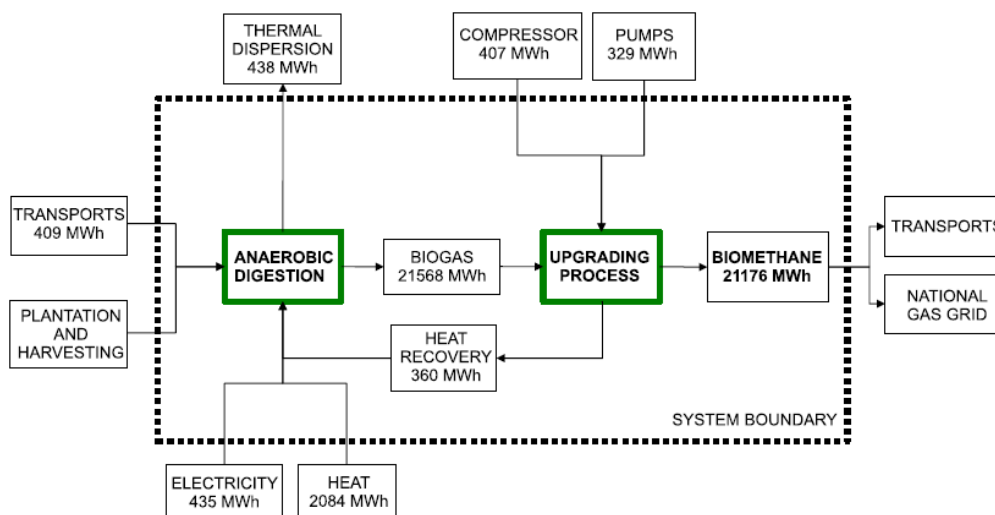 THERMAL
DISPERSION
438 MWh
COMPRESSOR
407 MWh
PUMPS
329 MWh
TRANSPORTS
409 MWh
ANAEROBIC
DIGESTION
BIOGAS
21568 MWh
UPGRADING
PROCESS
BIOMETHANE
21176 MWh
TRANSPORTS
PLANTATION
AND
HARVESTING
NATIONAL
GAS GRID
HEAT
RECOVERY
360 MWh
SYSTEM BOUNDARY
ELECTRICITY
435 MWh
HEAT
2084 MWh